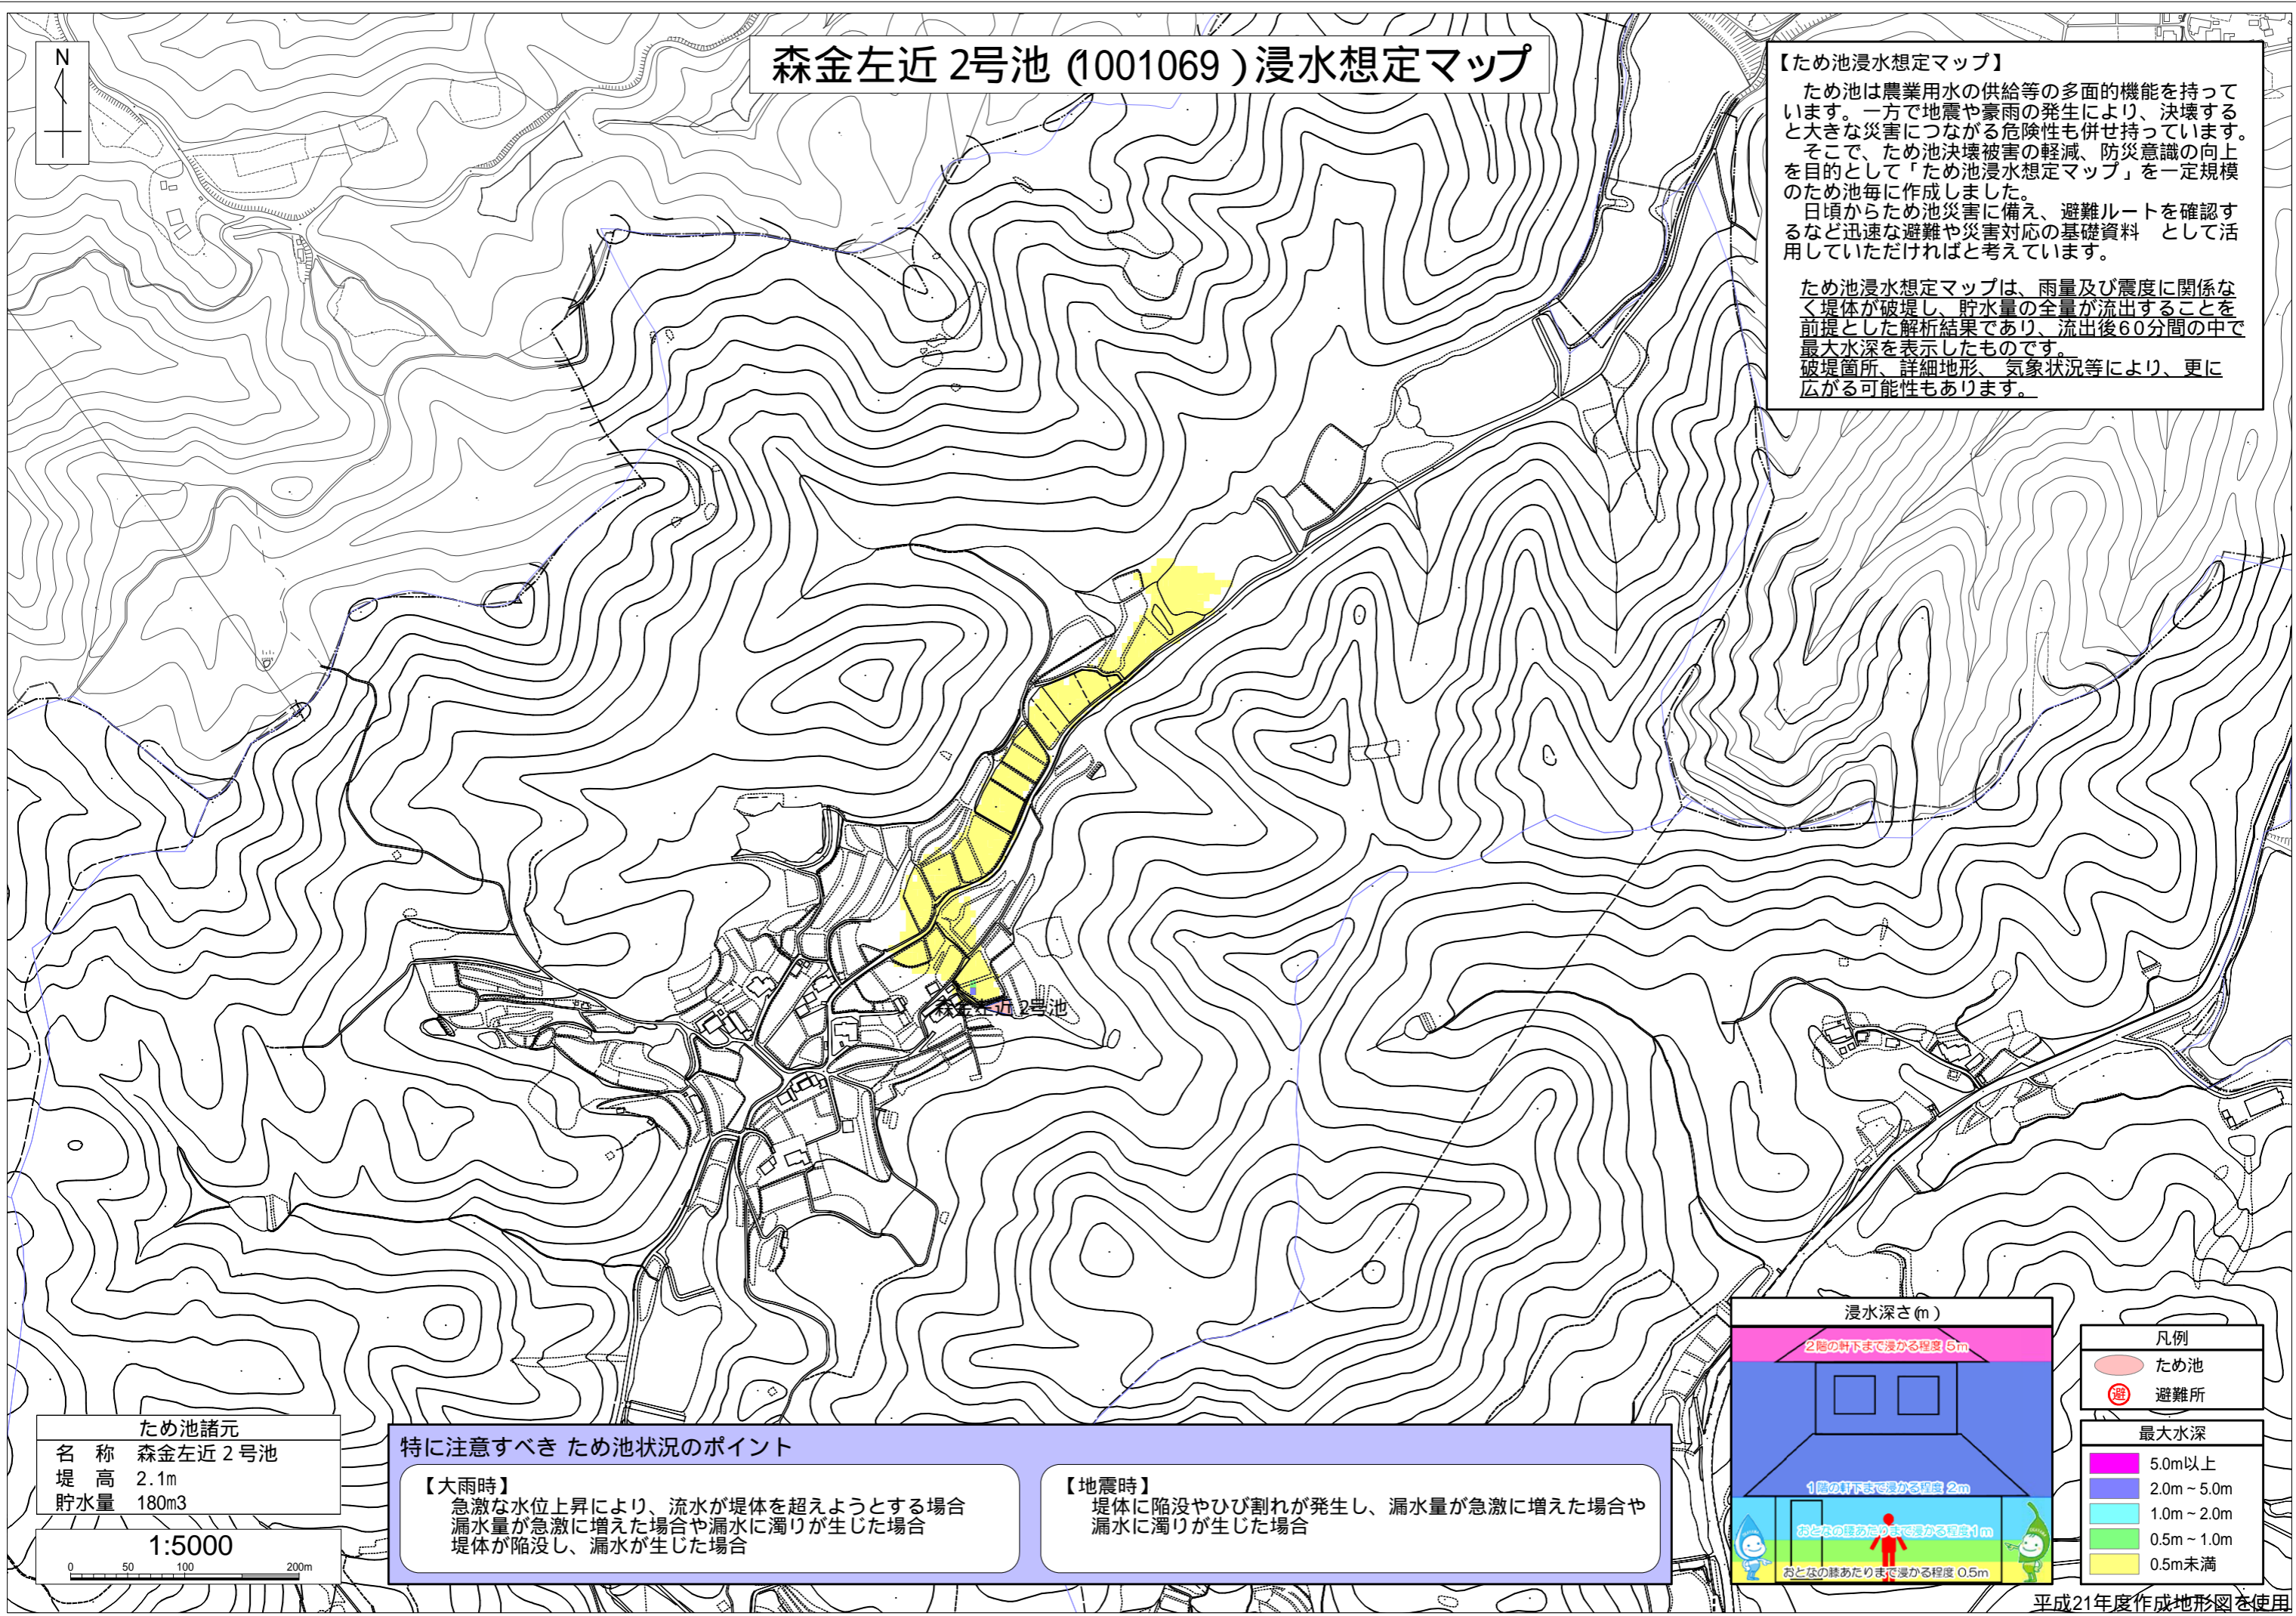 森金左近 2号池 (1001069 ) 浸水想定マップ
N
【ため池浸水想定マップ】
ため池は農業用水の供給等の多面的機能を持って
います。一方で地震や豪雨の発生により、決壊する
と大きな災害につながる危険性も併せ持っています。
そこで、ため池決壊被害の軽減、防災意識の向上
を目的として「ため池浸水想定マップ」を一定規模
のため池毎に作成しました。
日頃からため池災害に備え、避難ルートを確認す
るなど迅速な避難や災害対応の基礎資料 として活
用していただければと考えています。
ため池浸水想定マップは、雨量及び震度に関係な
く堤体が破堤し、貯水量の全量が流出することを
前提とした解析結果であり、流出後60分間の中で
最大水深を表示したものです。
破堤箇所、詳細地形、 気象状況等により、更に
広がる可能性もあります。
森金左近 2号池
ため池諸元
名 称 森金左近 2 号池
堤 高 2.1m
貯水量 180m3
1:5000
0 50 100 200m
特に注意すべき ため池状況のポイント
【大雨時】
急激な水位上昇により、流水が堤体を超えようとする場合
漏水量が急激に増えた場合や漏水に濁りが生じた場合
堤体が陥没し、漏水が生じた場合
【地震時】
堤体に陥没やひび割れが発生し、漏水量が急激に増えた場合や
漏水に濁りが生じた場合
浸水深さ(m )
2階の軒下まで浸かる程度 5m
1階の軒下まで浸かる程度 2m
おとなの腰あたりまで浸かる程度1m
おとなの膝あたりまで浸かる程度 0.5m
凡例
ため池
避 避難所
最大水深
5.0m以上
2.0m ~ 5.0m
1.0m ~ 2.0m
0.5m ~ 1.0m
0.5m未満
平成21年度作成地形図を使用